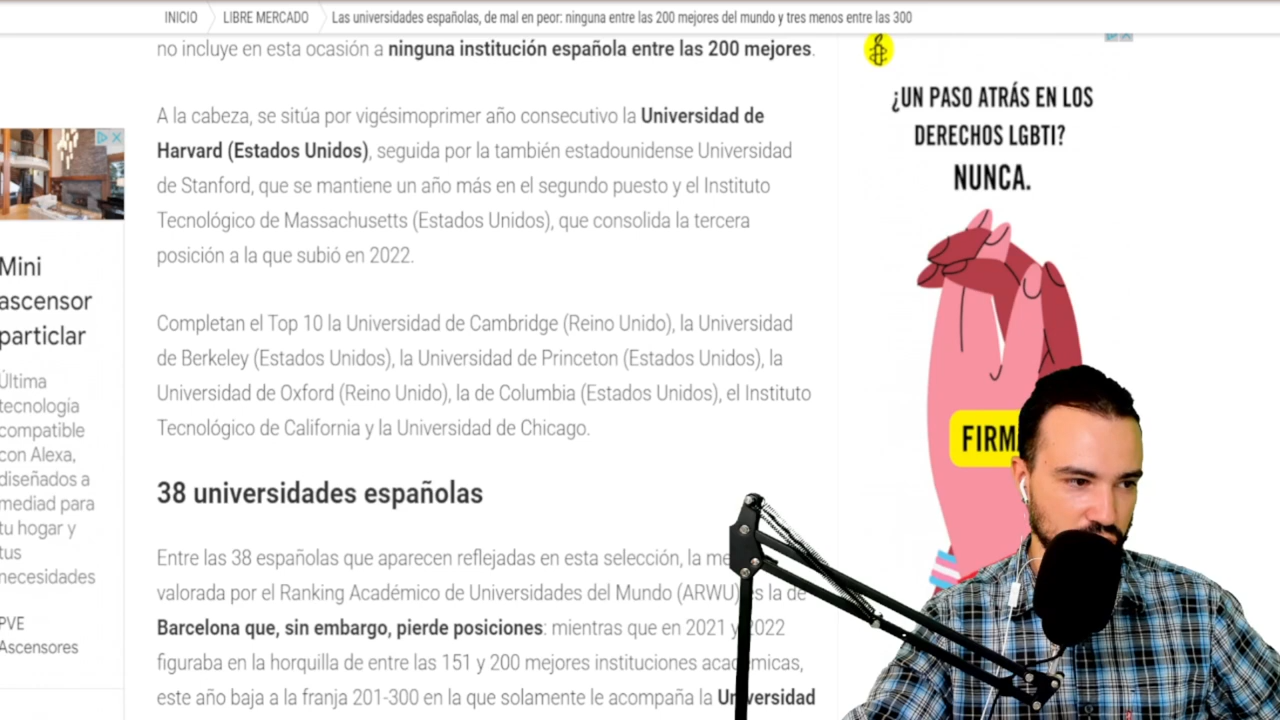 INICIO
LIBRE MERCADO
Las universidades españolas, de mal en peor: ninguna entre las 200 mejores del mundo y tres menos entre las 300
no incluye en esta ocasión a ninguna institución española entre las 200 mejores.
A la cabeza, se sitúa por vigésimoprimer año consecutivo la Universidad de
Harvard (Estados Unidos), seguida por la también estadounidense Universidad
de Stanford, que se mantiene un año más en el segundo puesto y el Instituto
Tecnológico de Massachusetts (Estados Unidos), que consolida la tercera
posición a la que subió en 2022.
Completan el Top 10 la Universidad de Cambridge (Reino Unido), la Universidad
de Berkeley (Estados Unidos), la Universidad de Princeton (Estados Unidos), la
Universidad de Oxford (Reino Unido), la de Columbia (Estados Unidos), el Instituto
Tecnológico de California y la Universidad de Chicago.
38 universidades españolas
Entre las 38 españolas que aparecen reflejadas en esta selección, la
valorada por el Ranking Académico de Universidades del Mundo (ARWU) es la de
Barcelona que, sin embargo, pierde posiciones: mientras que en 2021 y 2022
figuraba en la horquilla de entre las 151 y 200 mejores instituciones académicas,
este año baja a la franja 201-300 en la que solamente le acompaña la Universidad
Mini
ascensor
particlar
Última
tecnología
compatible
con Alexa,
diseñados a
mediad para
tu hogar y
tus
necesidades
PVE
Ascensores
¿UN PASO ATRÁS EN LOS
DERECHOS LGBTI?
NUNCA.